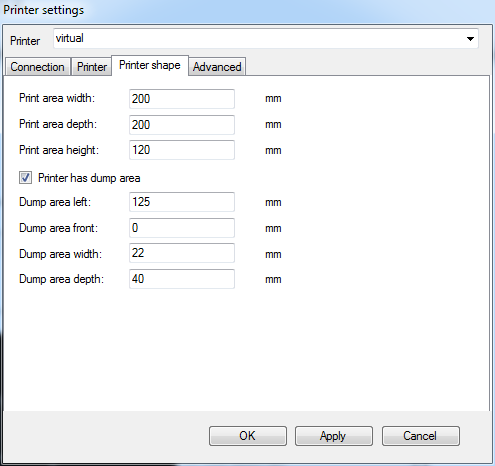 Printer settings
Printer virtual
Connection Printer Printer shape Advanced
Print area width: 200 mm
Print area depth: 200 mm
Print area height: 120 mm
Printer has dump area
Dump area left: 125 mm
Dump area front: 0 mm
Dump area width: 22 mm
Dump area depth: 40 mm
OK Apply Cancel